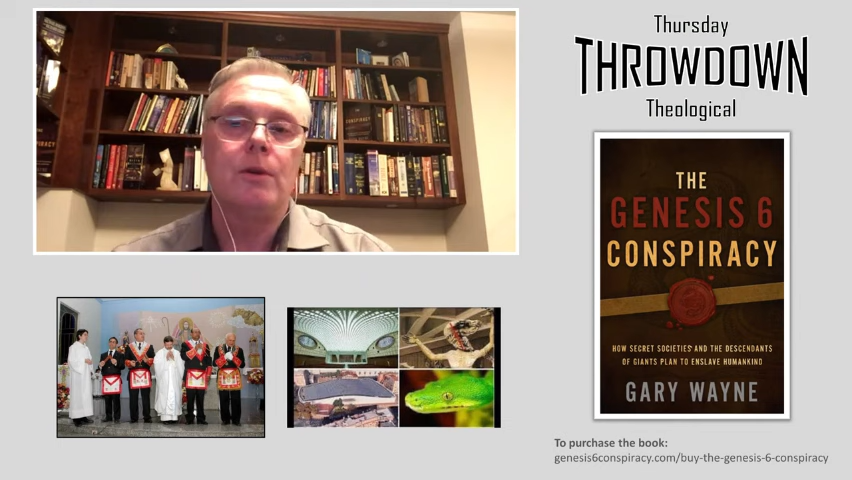 Thursday
THROWDOWN
Theological
THE
GENESIS 6
CONSPIRACY
HOW SECRET SOCIETIES AND THE DESCENDANTS
OF GIANTS PLAN TO ENSLAVE HUMANKIND
GARY WAYNE
To purchase the book:
genesis6conspiracy.com/buy-the-genesis-6-conspiracy